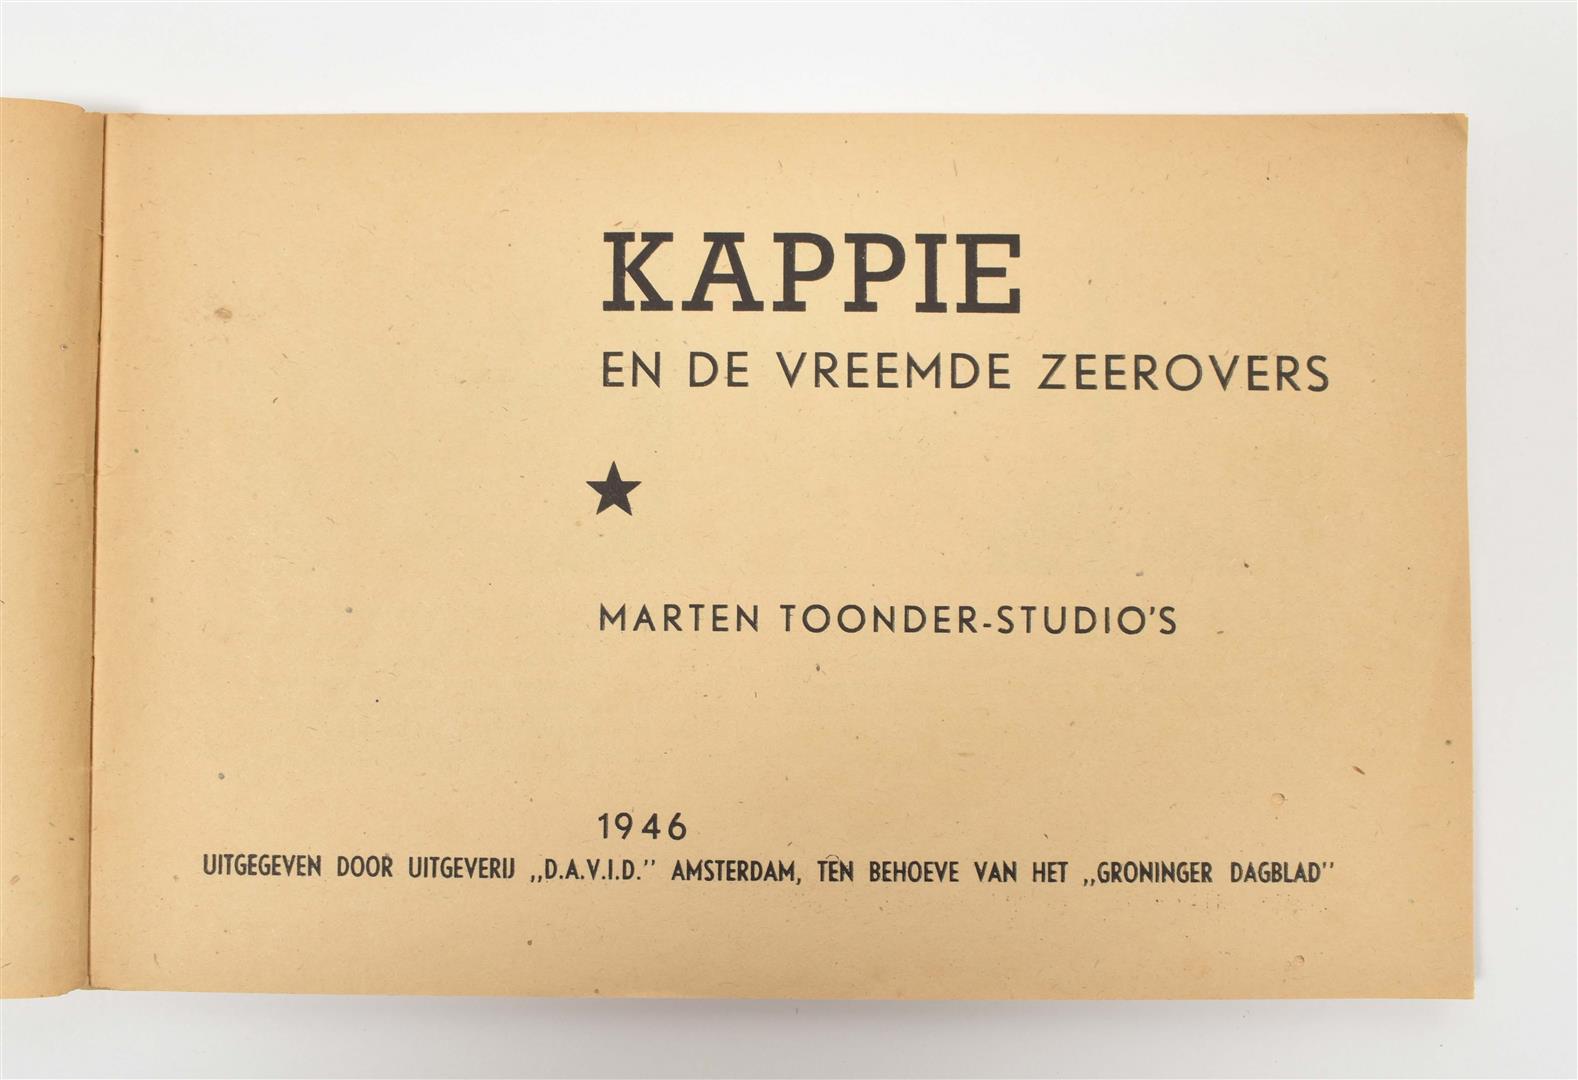 KAPPIE
EN DE VREEMDE ZEEROVERS
★
MARTEN TOONDER-STUDIO'S
1946
UITGEGEVEN DOOR UITGEVERIJ „D.A.V.I.D.” AMSTERDAM, TEN BEHOEVE VAN HET „GRONINGER DAGBLAD”